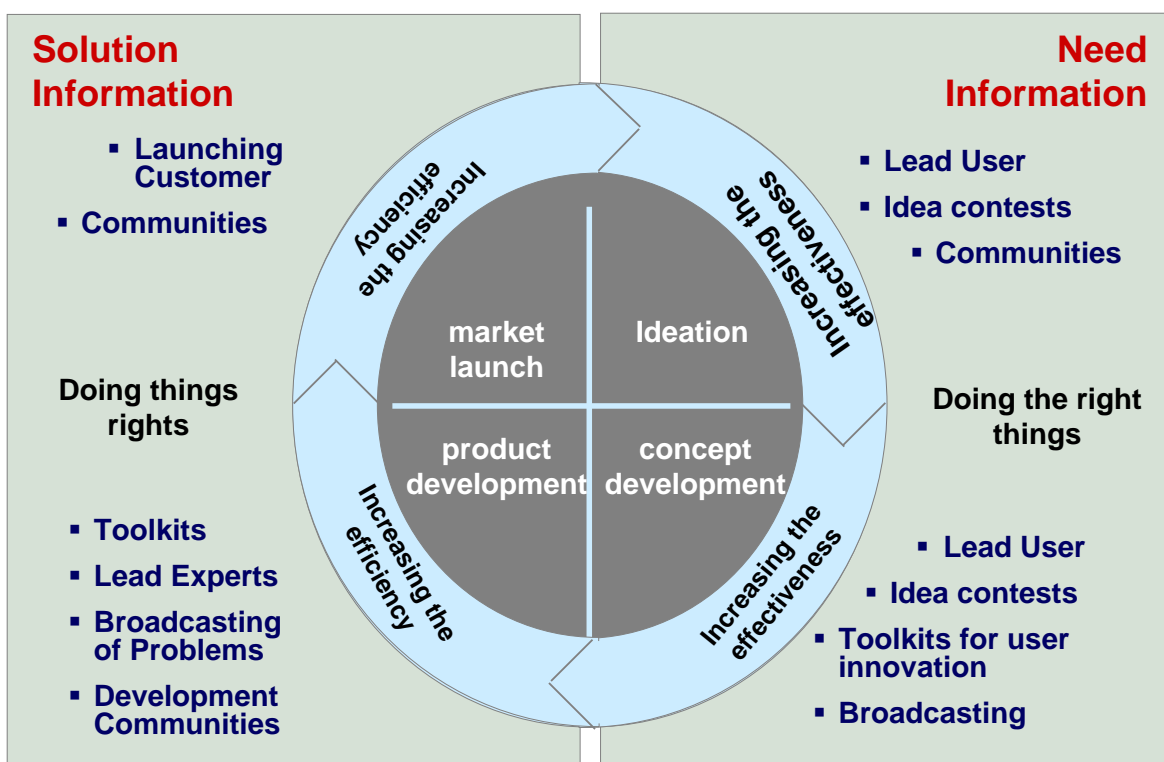 Solution
Information
▪ Launching
Customer
▪ Communities
Doing things
rights
▪ Toolkits
▪ Lead Experts
▪ Broadcasting
of Problems
▪ Development
Communities
Increasing the
efficiency
Increasing the
effectiveness
market
launch
Ideation
product
development
concept
development
Increasing the
efficiency
Increasing the
effectiveness
Need
Information
▪ Lead User
▪ Idea contests
▪ Communities
Doing the right
things
▪ Lead User
▪ Idea contests
▪ Toolkits for user
innovation
▪ Broadcasting